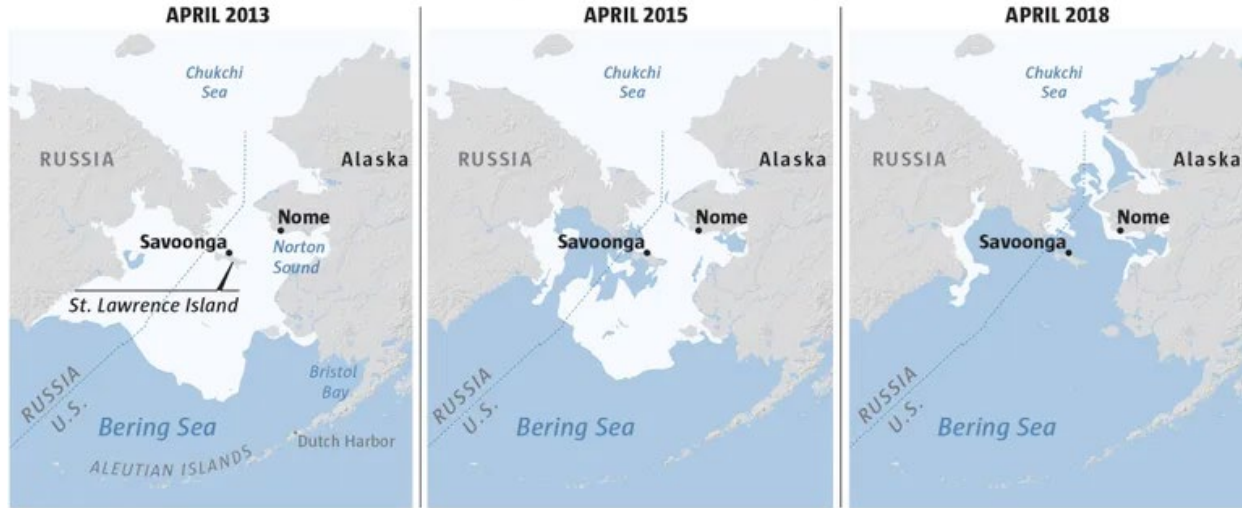 APRIL 2013
Chukchi
Sea
RUSSIA
Alaska
Nome
Savoonga
Norton
Sound
St. Lawrence Island
RUSSIA
U.S.
Bristol
Bay
Bering Sea
Dutch Harbor
ALEUTIAN ISLANDS
APRIL 2015
Chukchi
Sea
RUSSIA
Alaska
Nome
Savoonga
RUSSIA
U.S.
Bering Sea
APRIL 2018
Chukchi
Sea
RUSSIA
Alaska
Nome
Savoonga
RUSSIA
U.S.
Bering Sea